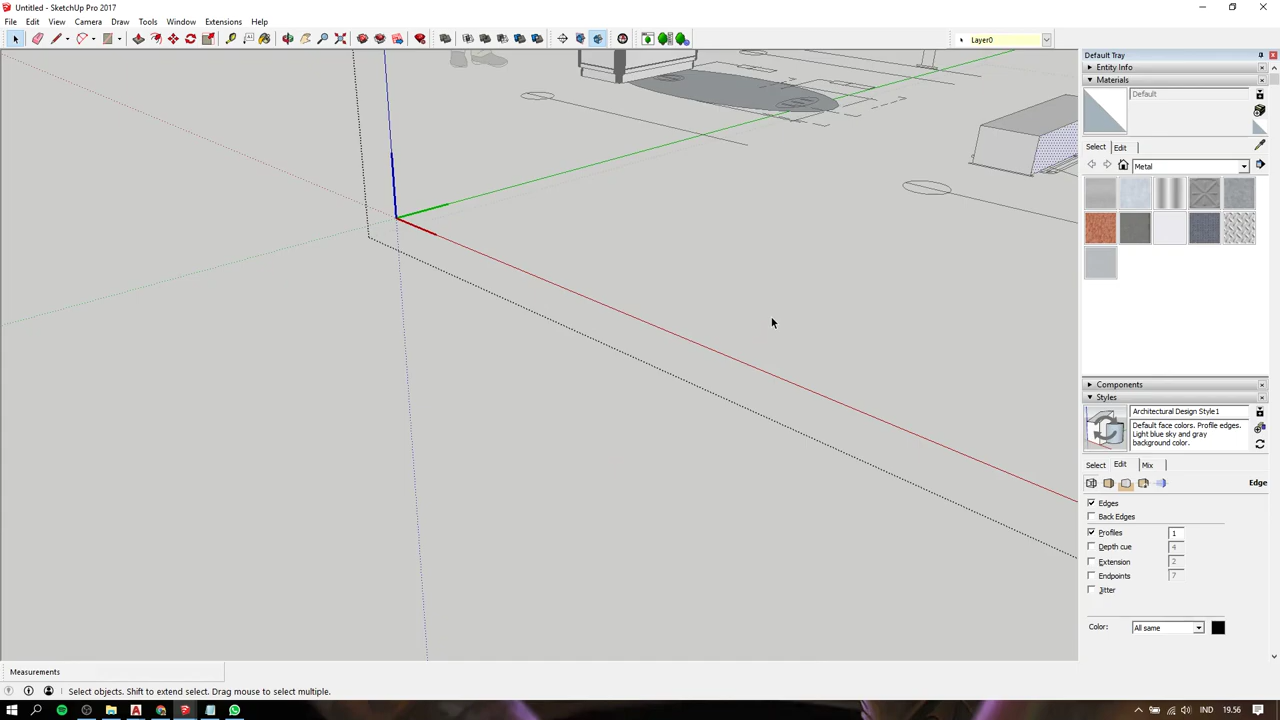 Untitled - SketchUp Pro 2017
File Edit View Camera Draw Tools Window Extensions Help
Layer0
Default Tray
Entity Info
Materials
Default
Select Edit
Metal
Components
Styles
Architectural Design Style1
Default face colors. Profile edges.
Light blue sky and gray
background color.
Select Edit Mix
Edge
Edges
Back Edges
Profiles 1
Depth cue 4
Extension 2
Endpoints 7
Jitter
Color: All same
Measurements
Select objects. Shift to extend select. Drag mouse to select multiple.
IND 19.56